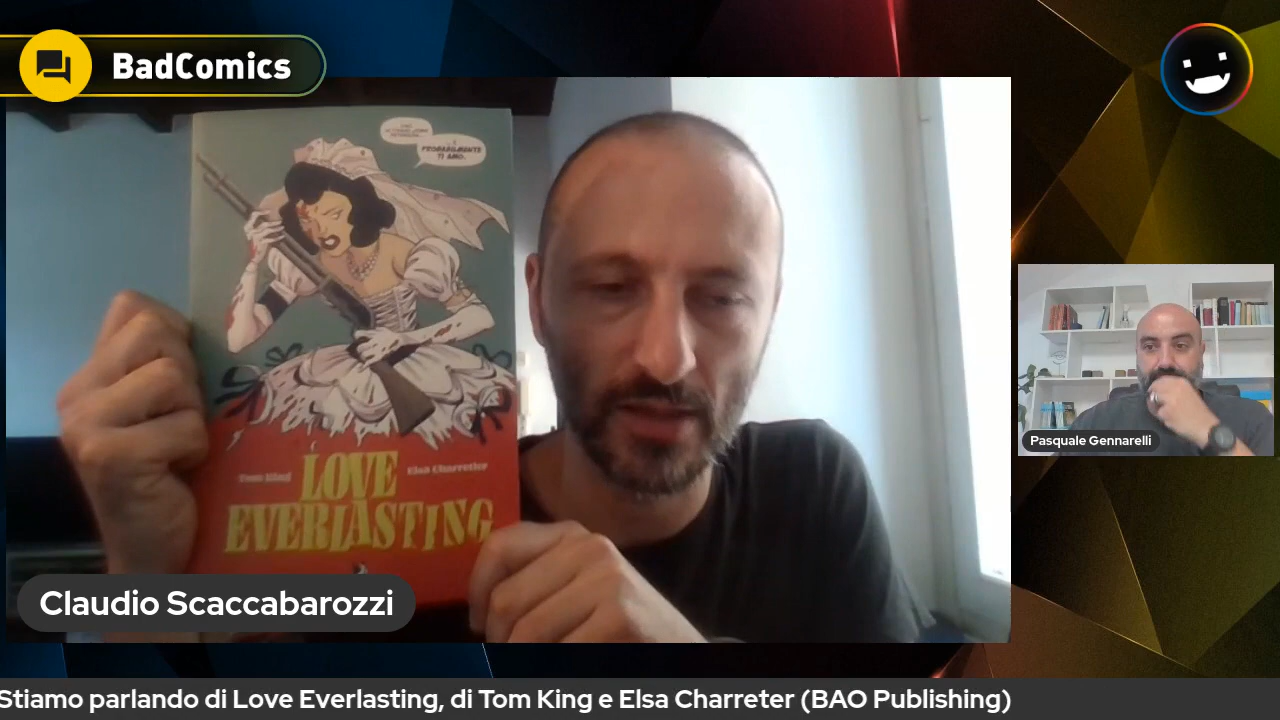 BadComics
PROBABILMENTE
TI AMO.
Tom King
Elsa Charretier
LOVE
EVERLASTING
Pasquale Gennarelli
Claudio Scaccabarozzi
Stiamo parlando di Love Everlasting, di Tom King e Elsa Charreter (BAO Publishing)